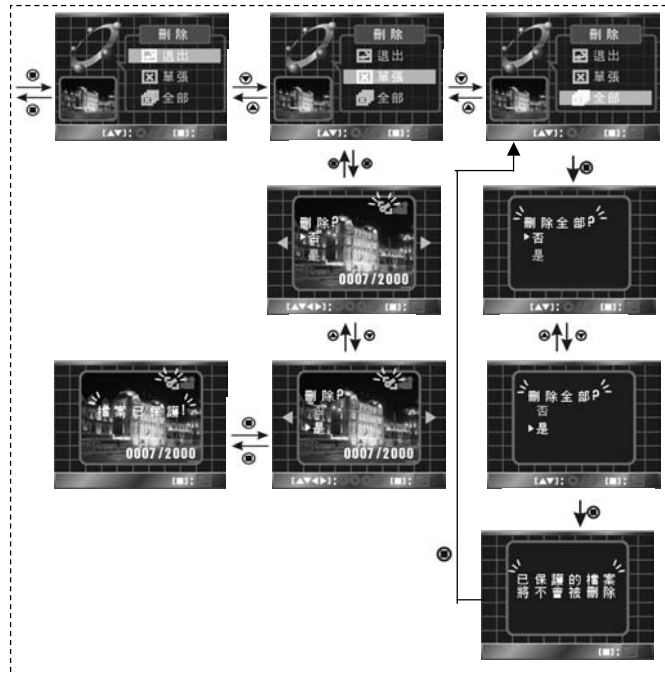 刪除
退出
單張
全部
[▲▼]: [■]:
刪除
退出
單張
全部
[▲▼]: [■]:
刪除
退出
單張
全部
[▲▼]: [■]:
刪除?
▶否
是
0007/2000
[▲▼◀▶]: [■]:
刪除全部?
▶否
是
[▲▼]: [■]:
檔案已保護!
0007/2000
[■]:
刪除?
否
▶是
0007/2000
[▲▼◀▶]: [■]:
刪除全部?
否
▶是
[▲▼]: [■]:
已保護的檔案
將不會被刪除
[■]: